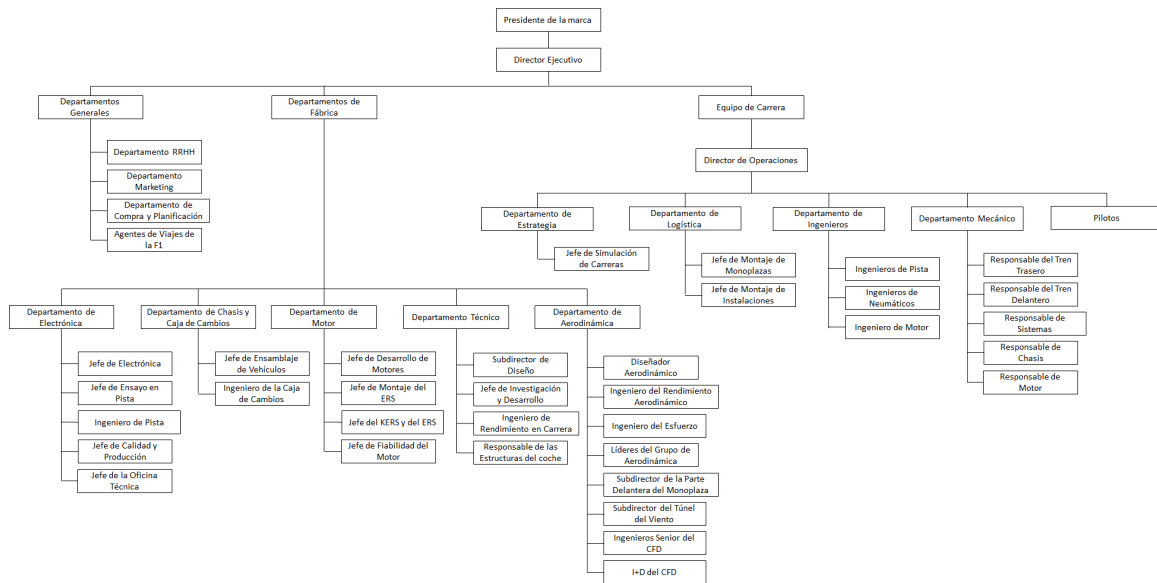 Presidente de la marca
Director Ejecutivo
Departamentos
Generales
Departamentos de
Fábrica
Equipo de Carrera
Departamento RRHH
Departamento
Marketing
Departamento de
Compra y Planificación
Agentes de Viajes de
la F1
Director de Operaciones
Departamento de
Estrategia
Departamento de
Logística
Departamento de
Ingenieros
Departamento Mecánico
Pilotos
Jefe de Simulación
de Carreras
Jefe de Montaje de
Monoplazas
Jefe de Montaje de
Instalaciones
Ingenieros de Pista
Ingenieros de
Neumáticos
Ingeniero de Motor
Responsable del Tren
Trasero
Responsable del Tren
Delantero
Responsable de
Sistemas
Responsable de
Chasis
Responsable de
Motor
Departamento de
Electrónica
Departamento de Chasis y
Caja de Cambios
Departamento de
Motor
Departamento Técnico
Departamento de
Aerodinámica
Jefe de Electrónica
Jefe de Ensayo en
Pista
Ingeniero de Pista
Jefe de Calidad y
Producción
Jefe de la Oficina
Técnica
Jefe de Ensamblaje de
Vehículos
Ingeniero de la Caja
de Cambios
Jefe de Desarrollo de
Motores
Jefe de Montaje del
ERS
Jefe del KERS y del ERS
Jefe de Fiabilidad del
Motor
Subdirector de
Diseño
Jefe de Investigación
y Desarrollo
Ingeniero de
Rendimiento en Carrera
Responsable de las
Estructuras del coche
Diseñador
Aerodinámico
Ingeniero del Rendimiento
Aerodinámico
Ingeniero del Esfuerzo
Líderes del Grupo de
Aerodinámica
Subdirector de la Parte
Delantera del Monoplaza
Subdirector del Túnel
del Viento
Ingenieros Senior del
CFD
I+D del CFD